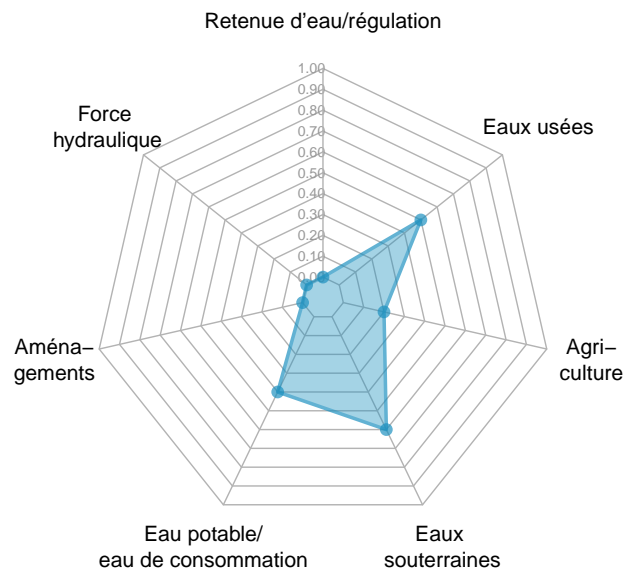 Retenue d’eau/régulation
1.00
0.90
0.80
0.70
0.60
0.50
0.40
0.30
0.20
0.10
0.00
Force
hydraulique
Eaux usées
Aména–
gements
Agri–
culture
Eau potable/
eau de consommation
Eaux
souterraines